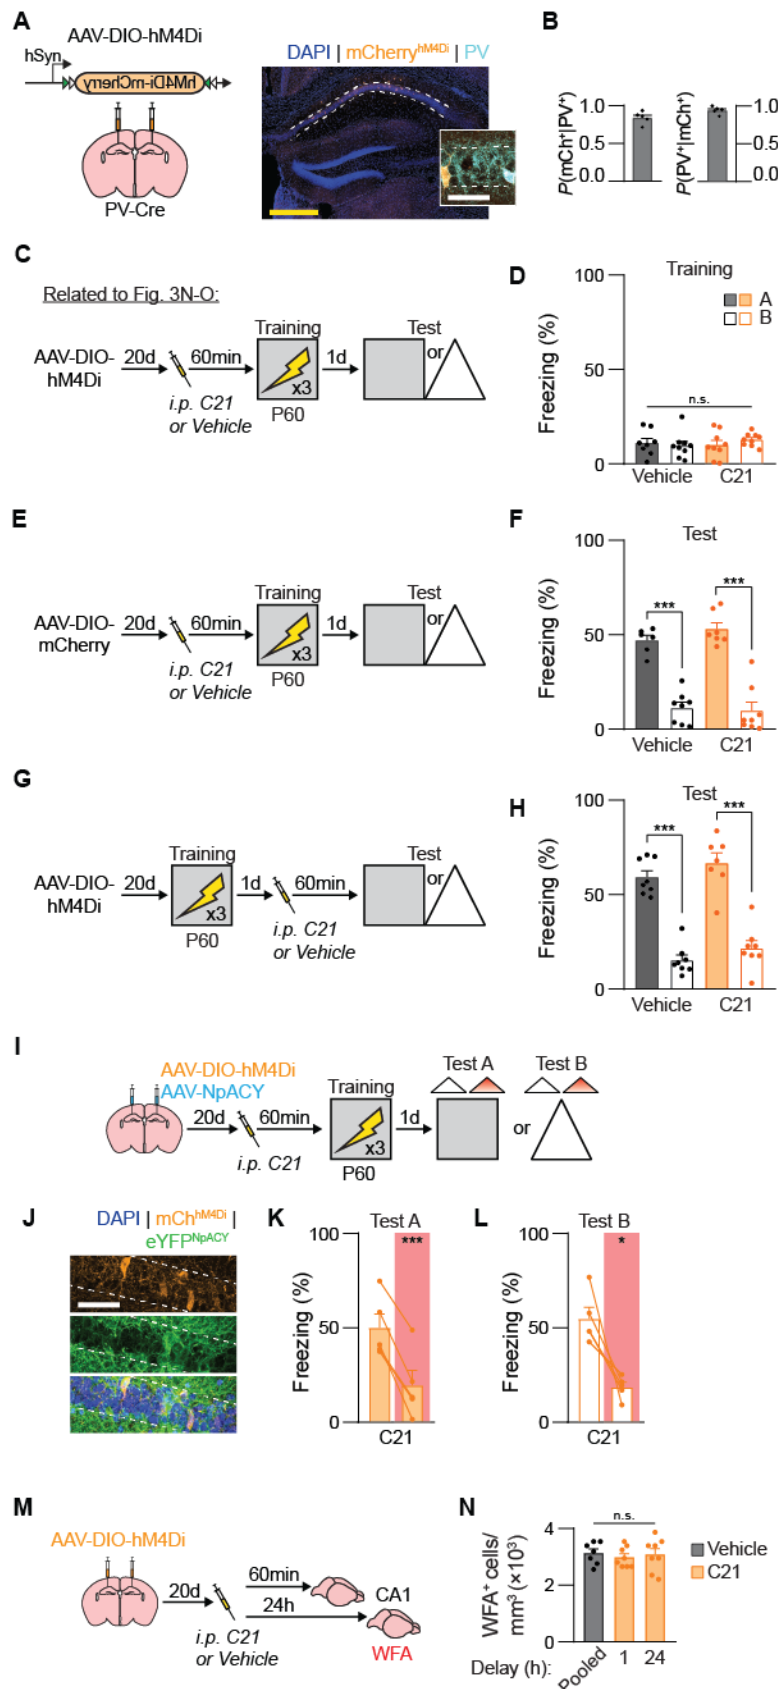 A
AAV-DIO-hM4Di
hSyn
hM4Di-mCherry
PV-Cre
DAPI | mCherryhM4Di | PV
B
P(mCh+|PV+)
1.0
0.5
0.0
P(PV+|mCh+)
1.0
0.5
0.0
C
Related to Fig. 3N-O:
AAV-DIO-
hM4Di
20d
60min
i.p. C21
or Vehicle
Training
x3
P60
1d
Test
or
D
Training
Freezing (%)
100
50
0
A
B
n.s.
Vehicle
C21
E
AAV-DIO-
mCherry
20d
60min
i.p. C21
or Vehicle
Training
x3
P60
1d
Test
or
F
Test
Freezing (%)
100
50
0
***
***
Vehicle
C21
G
AAV-DIO-
hM4Di
20d
Training
x3
P60
1d
60min
i.p. C21
or Vehicle
Test
or
H
Test
Freezing (%)
100
50
0
***
***
Vehicle
C21
I
AAV-DIO-hM4Di
AAV-NpACY
20d
60min
i.p. C21
Training
x3
P60
1d
Test A
or
Test B
J
DAPI | mChhM4Di |
eYFPNpACY
K
Test A
Freezing (%)
100
50
0
***
C21
L
Test B
Freezing (%)
100
50
0
*
C21
M
AAV-DIO-hM4Di
20d
i.p. C21
or Vehicle
60min
24h
CA1
WFA
N
WFA+ cells/
mm3 (×103)
4
2
0
n.s.
Vehicle
C21
Delay (h):
Pooled
1
24